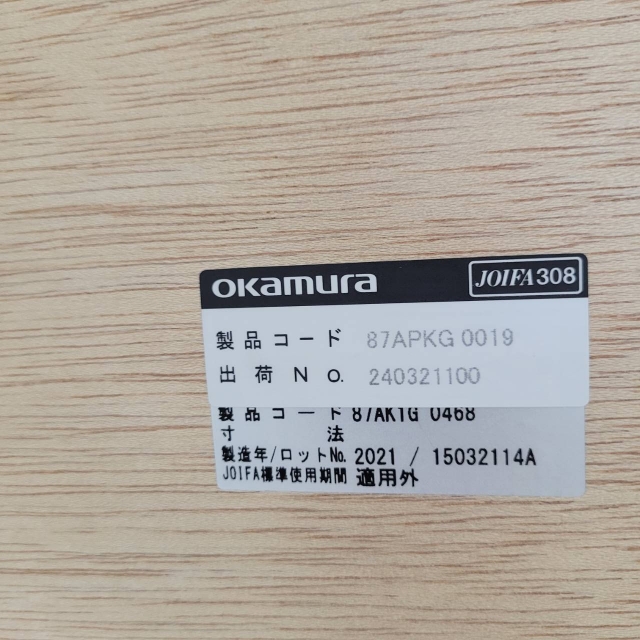 OKamura JOIFA308
製品コード 87APKG 0019
出荷No. 240321100
製品コード 87AK1G 0468
寸法
製造年/ロットNo. 2021 / 15032114A
JOIFA標準使用期間 適用外